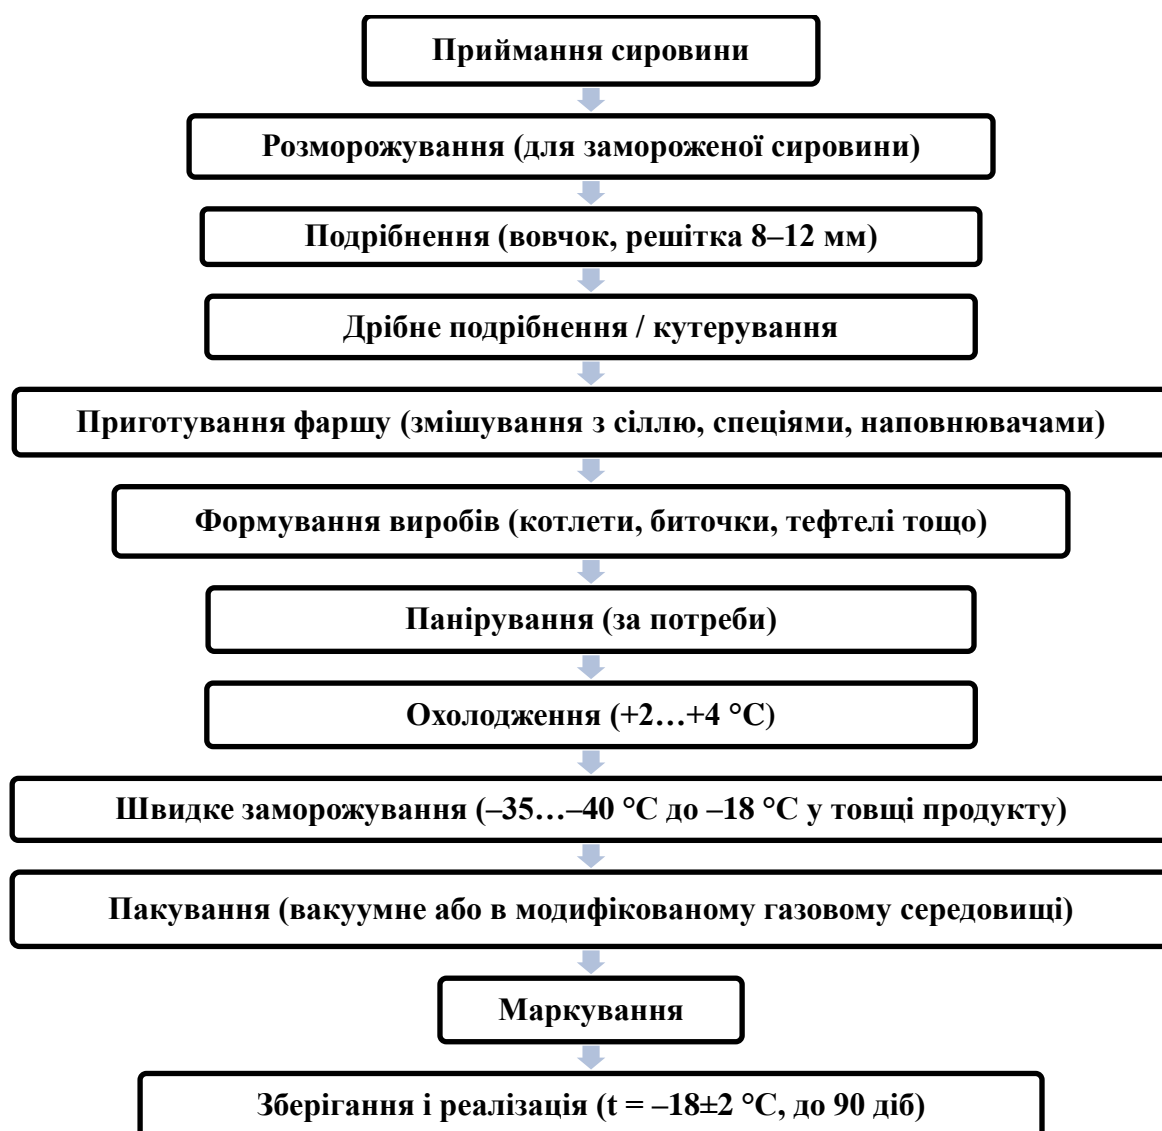 Приймання сировини
Розморожування (для замороженої сировини)
Подрібнення (вовчок, решітка 8–12 мм)
Дрібне подрібнення / кутерування
Приготування фаршу (змішування з сіллю, спеціями, наповнювачами)
Формування виробів (котлети, биточки, тефтелі тощо)
Панірування (за потреби)
Охолодження (+2…+4 °C)
Швидке заморожування (–35…–40 °C до –18 °C у товщі продукту)
Пакування (вакуумне або в модифікованому газовому середовищі)
Маркування
Зберігання і реалізація (t = –18±2 °C, до 90 діб)